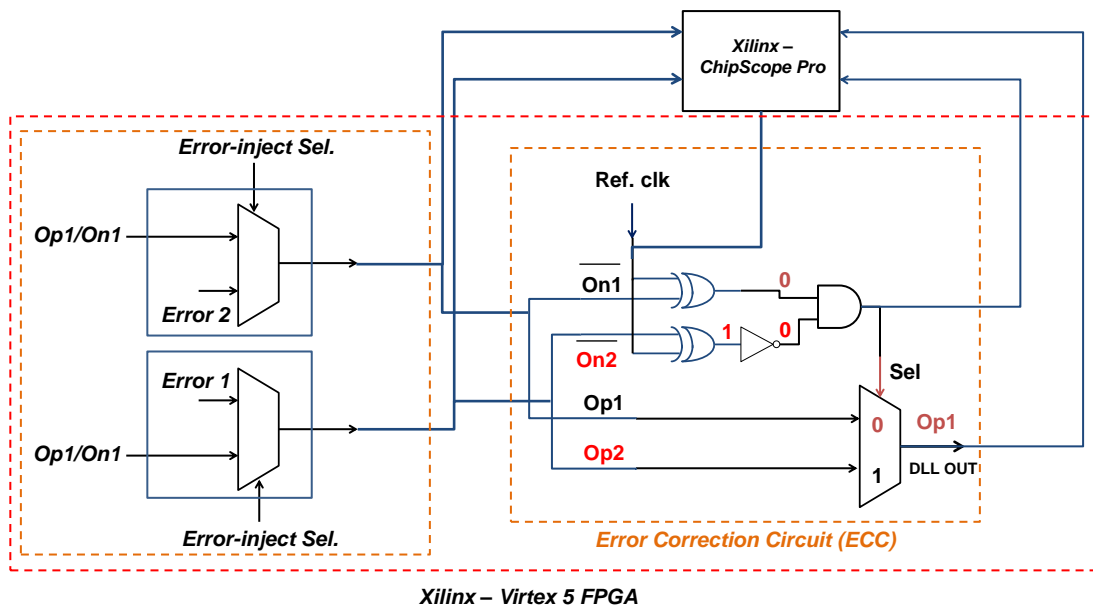 Xilinx –
ChipScope Pro
Error-inject Sel.
Op1/On1
Error 2
Error 1
Op1/On1
Error-inject Sel.
Ref. clk
On1
0
1
0
On2
Sel
Op1
0
Op1
Op2
1
DLL OUT
Error Correction Circuit (ECC)
Xilinx – Virtex 5 FPGA